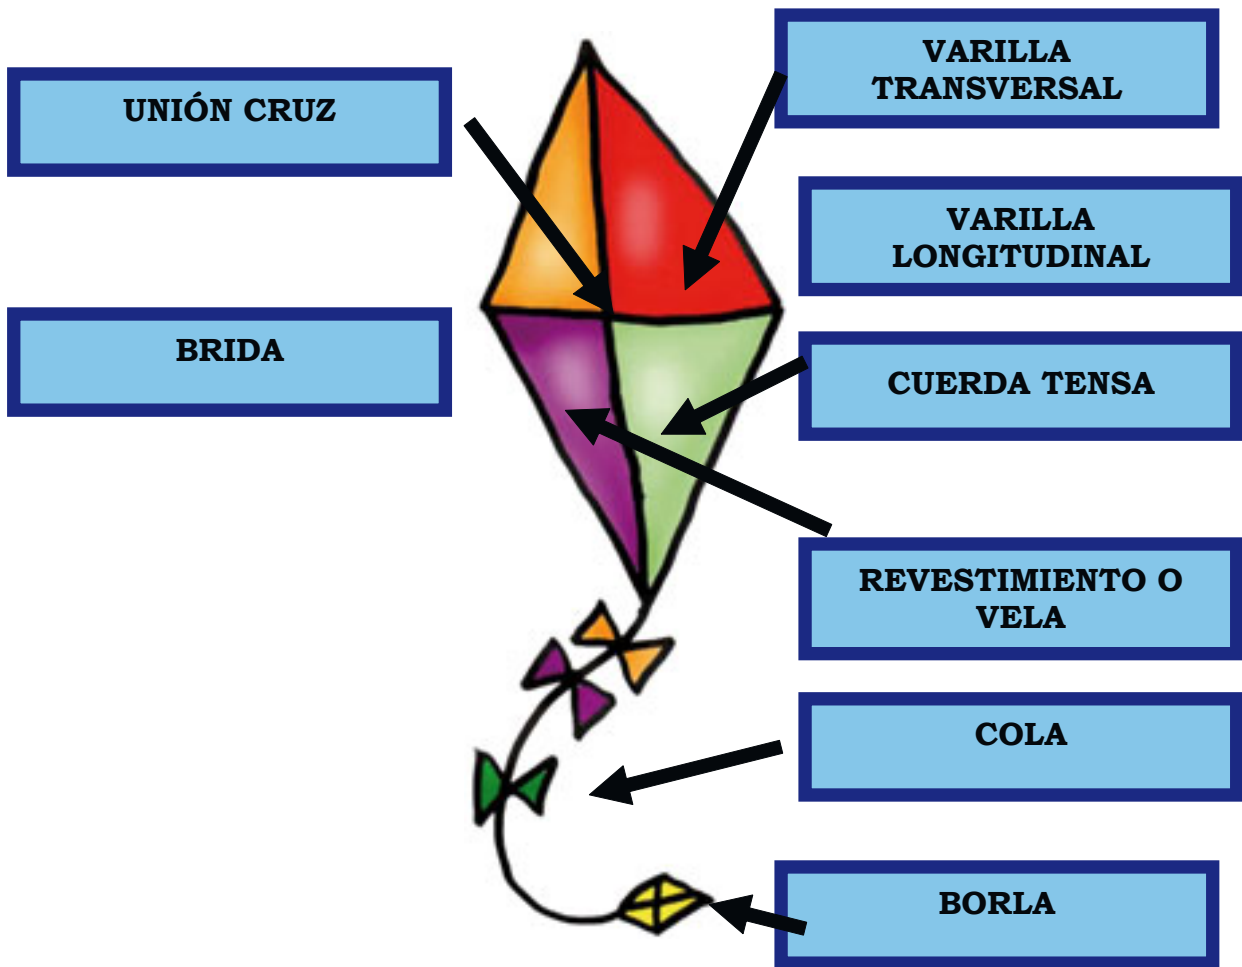 UNIÓN CRUZ
BRIDA
VARILLA
TRANSVERSAL
VARILLA
LONGITUDINAL
CUERDA TENSA
REVESTIMIENTO O
VELA
COLA
BORLA